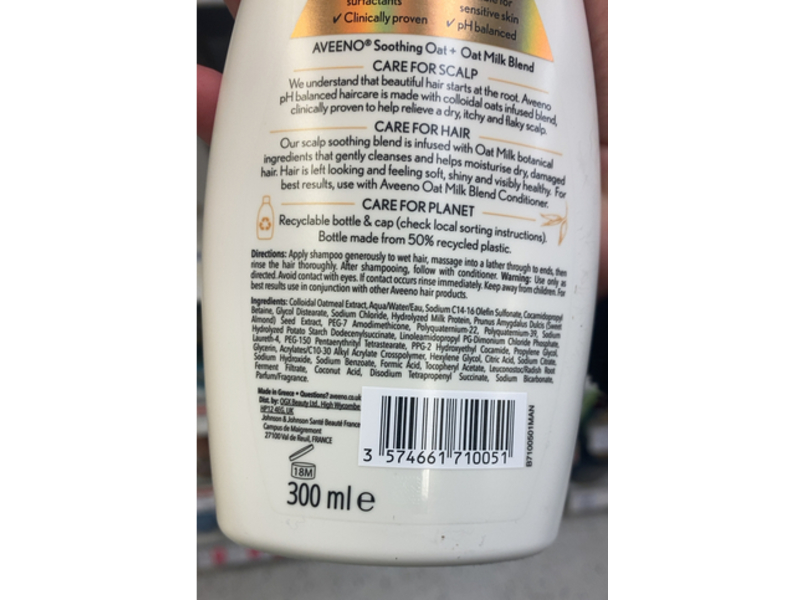 surfactants
✓ Clinically proven
sensitive skin
✓ pH balanced
AVEENO® Soothing Oat + Oat Milk Blend
CARE FOR SCALP
We understand that beautiful hair starts at the root. Aveeno
pH balanced haircare is made with colloidal oats infused blend,
clinically proven to help relieve a dry, itchy and flaky scalp.
CARE FOR HAIR
Our scalp soothing blend is infused with Oat Milk botanical
ingredients that gently cleanses and helps moisturise dry, damaged
hair. Hair is left looking and feeling soft, shiny and visibly healthy. For
best results, use with Aveeno Oat Milk Blend Conditioner.
CARE FOR PLANET
Recyclable bottle & cap (check local sorting instructions).
Bottle made from 50% recycled plastic.
Directions: Apply shampoo generously to wet hair, massage into a lather through to ends, then
rinse the hair thoroughly. After shampooing, follow with conditioner. Warning: Use only as
directed. Avoid contact with eyes. If contact occurs rinse immediately. Keep away from children. For
best results use in conjunction with other Aveeno hair products.
Ingredients: Colloidal Oatmeal Extract, Aqua/Water/Eau, Sodium C14-16 Olefin Sulfonate, Cocamidopropyl
Betaine, Glycol Distearate, Sodium Chloride, Hydrolyzed Milk Protein, Prunus Amygdalus Dulcis (Sweet
Almond) Seed Extract, PEG-7 Amodimethicone, Polyquaternium-22, Polyquaternium-39, Sodium
Hydrolyzed Potato Starch Dodecenylsuccinate, Linoleamidopropyl PG-Dimonium Chloride Phosphate,
Laureth-4, PEG-150 Pentaerythrityl Tetrastearate, PPG-2 Hydroxyethyl Cocamide, Propylene Glycol,
Glycerin, Acrylates/C10-30 Alkyl Acrylate Crosspolymer, Hexylene Glycol, Citric Acid, Sodium Citrate,
Sodium Hydroxide, Sodium Benzoate, Formic Acid, Tocopheryl Acetate, Leuconostoc/Radish Root
Ferment Filtrate, Coconut Acid, Disodium Tetrapropenyl Succinate, Sodium Bicarbonate,
Parfum/Fragrance.
Made in Greece • Questions? aveeno.co.uk
Dist. by: OGX Beauty Ltd., High Wycombe
HP12 4EG, UK
Johnson & Johnson Santé Beauté France
Campus de Maigremont
27100 Val de Reuil, FRANCE
3 574661 710051
B7100501MAN
18M
300 ml e